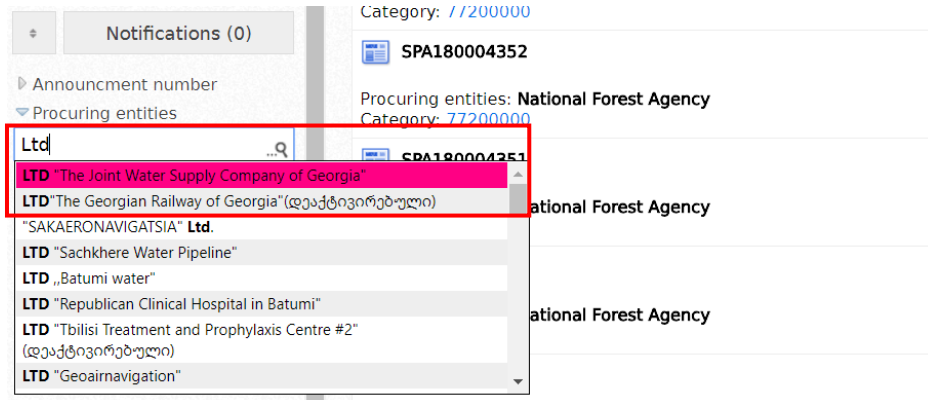 Category: 77200000
Notifications (0)
SPA180004352
Announcment number
Procuring entities: National Forest Agency
Procuring entities
Category: 77200000
Ltd
...
SPA180004351
LTD "The Joint Water Supply Company of Georgia"
LTD"The Georgian Railway of Georgia"(დეაქტივირებული)
ational Forest Agency
"SAKAERONAVIGATSIA" Ltd.
LTD "Sachkhere Water Pipeline"
LTD ,,Batumi water"
LTD "Republican Clinical Hospital in Batumi"
ational Forest Agency
LTD "Tbilisi Treatment and Prophylaxis Centre #2"
(დეაქტივირებული)
LTD "Geoairnavigation"